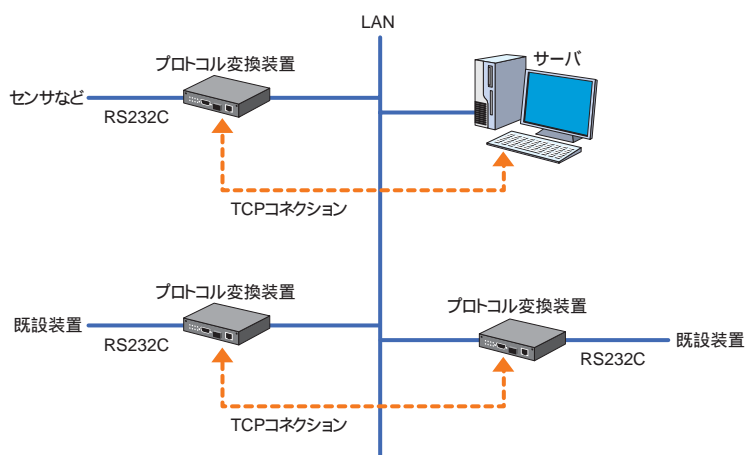 LAN
プロトコル変換装置
サーバ
センサなど
RS232C
TCPコネクション
プロトコル変換装置
プロトコル変換装置
既設装置
RS232C
既設装置
RS232C
TCPコネクション